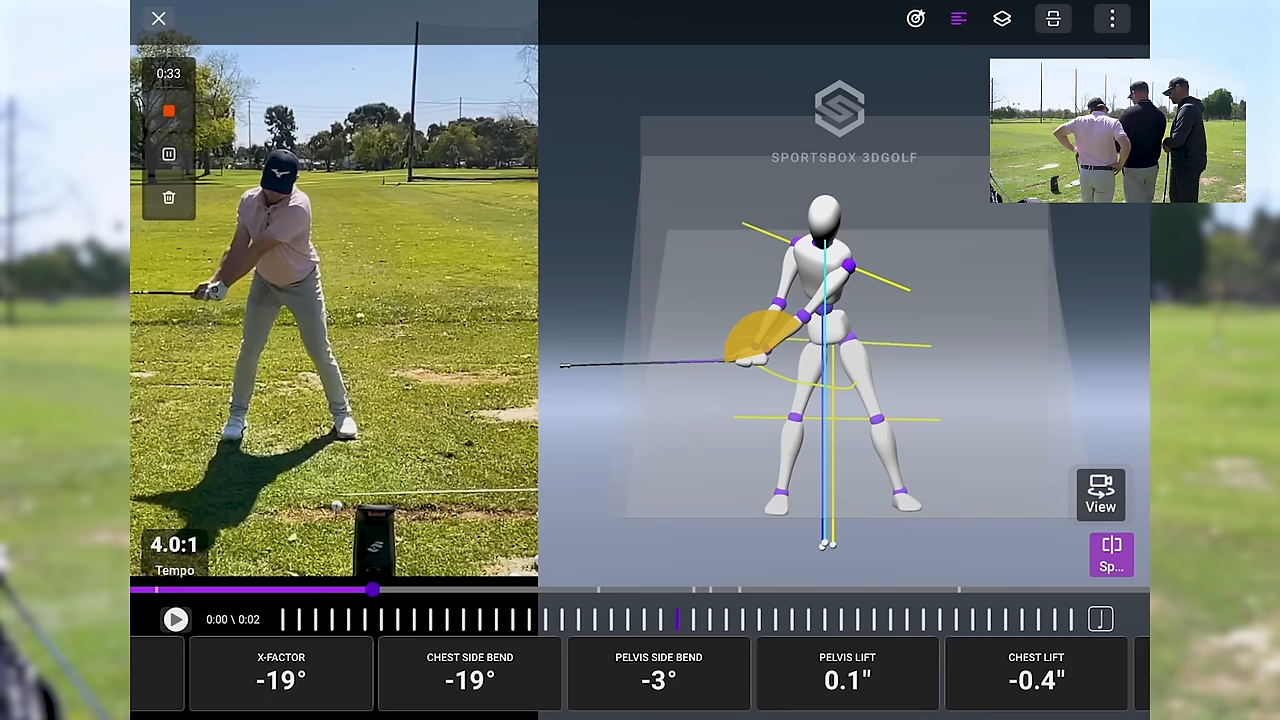 0:33
SPORTSBOX 3DGOLF
View
Sp...
4.0:1
Tempo
0:00 \ 0:02
X-FACTOR
-19°
CHEST SIDE BEND
-19°
PELVIS SIDE BEND
-3°
PELVIS LIFT
0.1"
CHEST LIFT
-0.4"